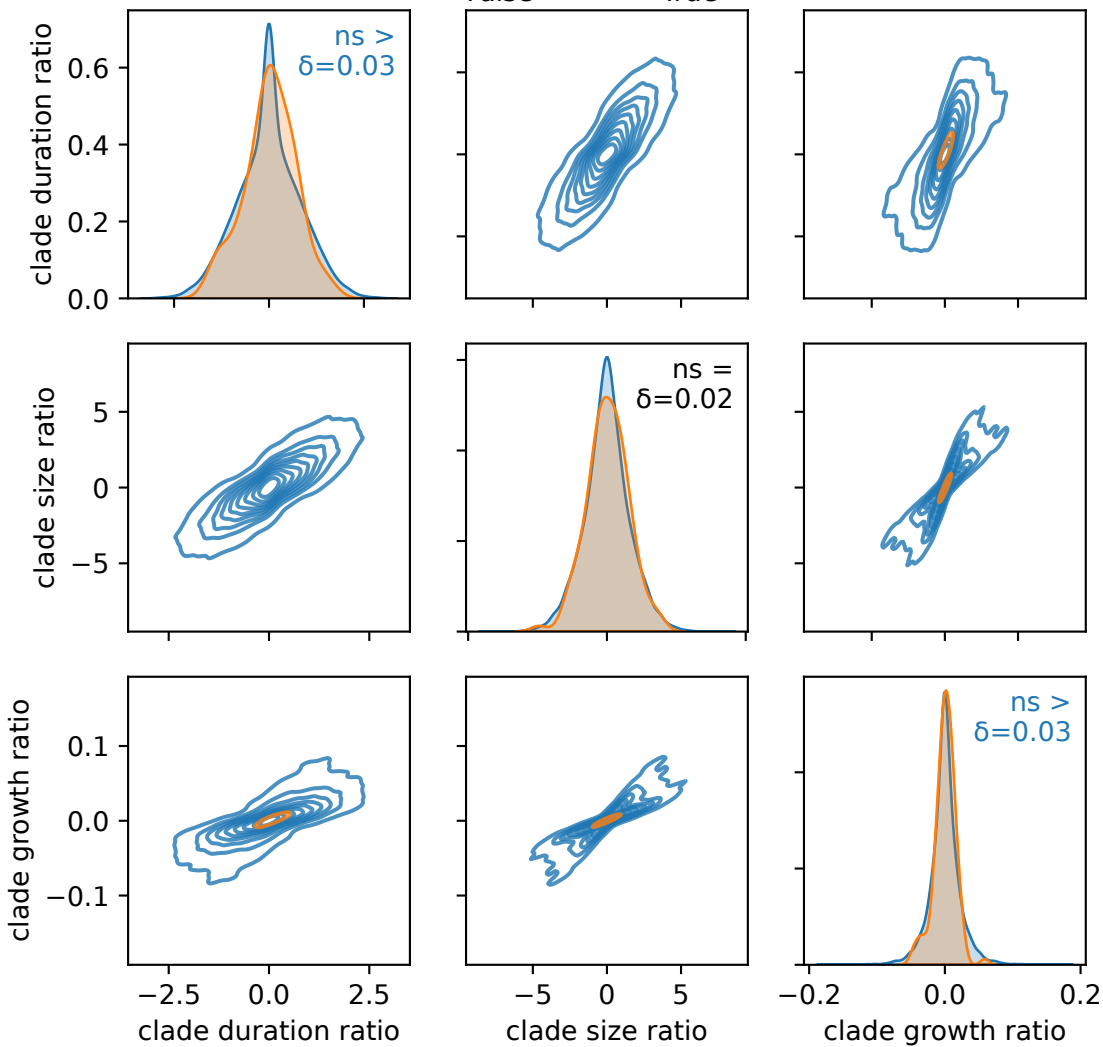 clade duration ratio
0.6
0.4
0.2
0.0
ns >
δ=0.03
clade size ratio
5
0
−5
ns =
δ=0.02
clade growth ratio
0.1
0.0
−0.1
ns >
δ=0.03
−2.5 0.0 2.5
−5 0 5
−0.2 0.0 0.2
clade duration ratio
clade size ratio
clade growth ratio